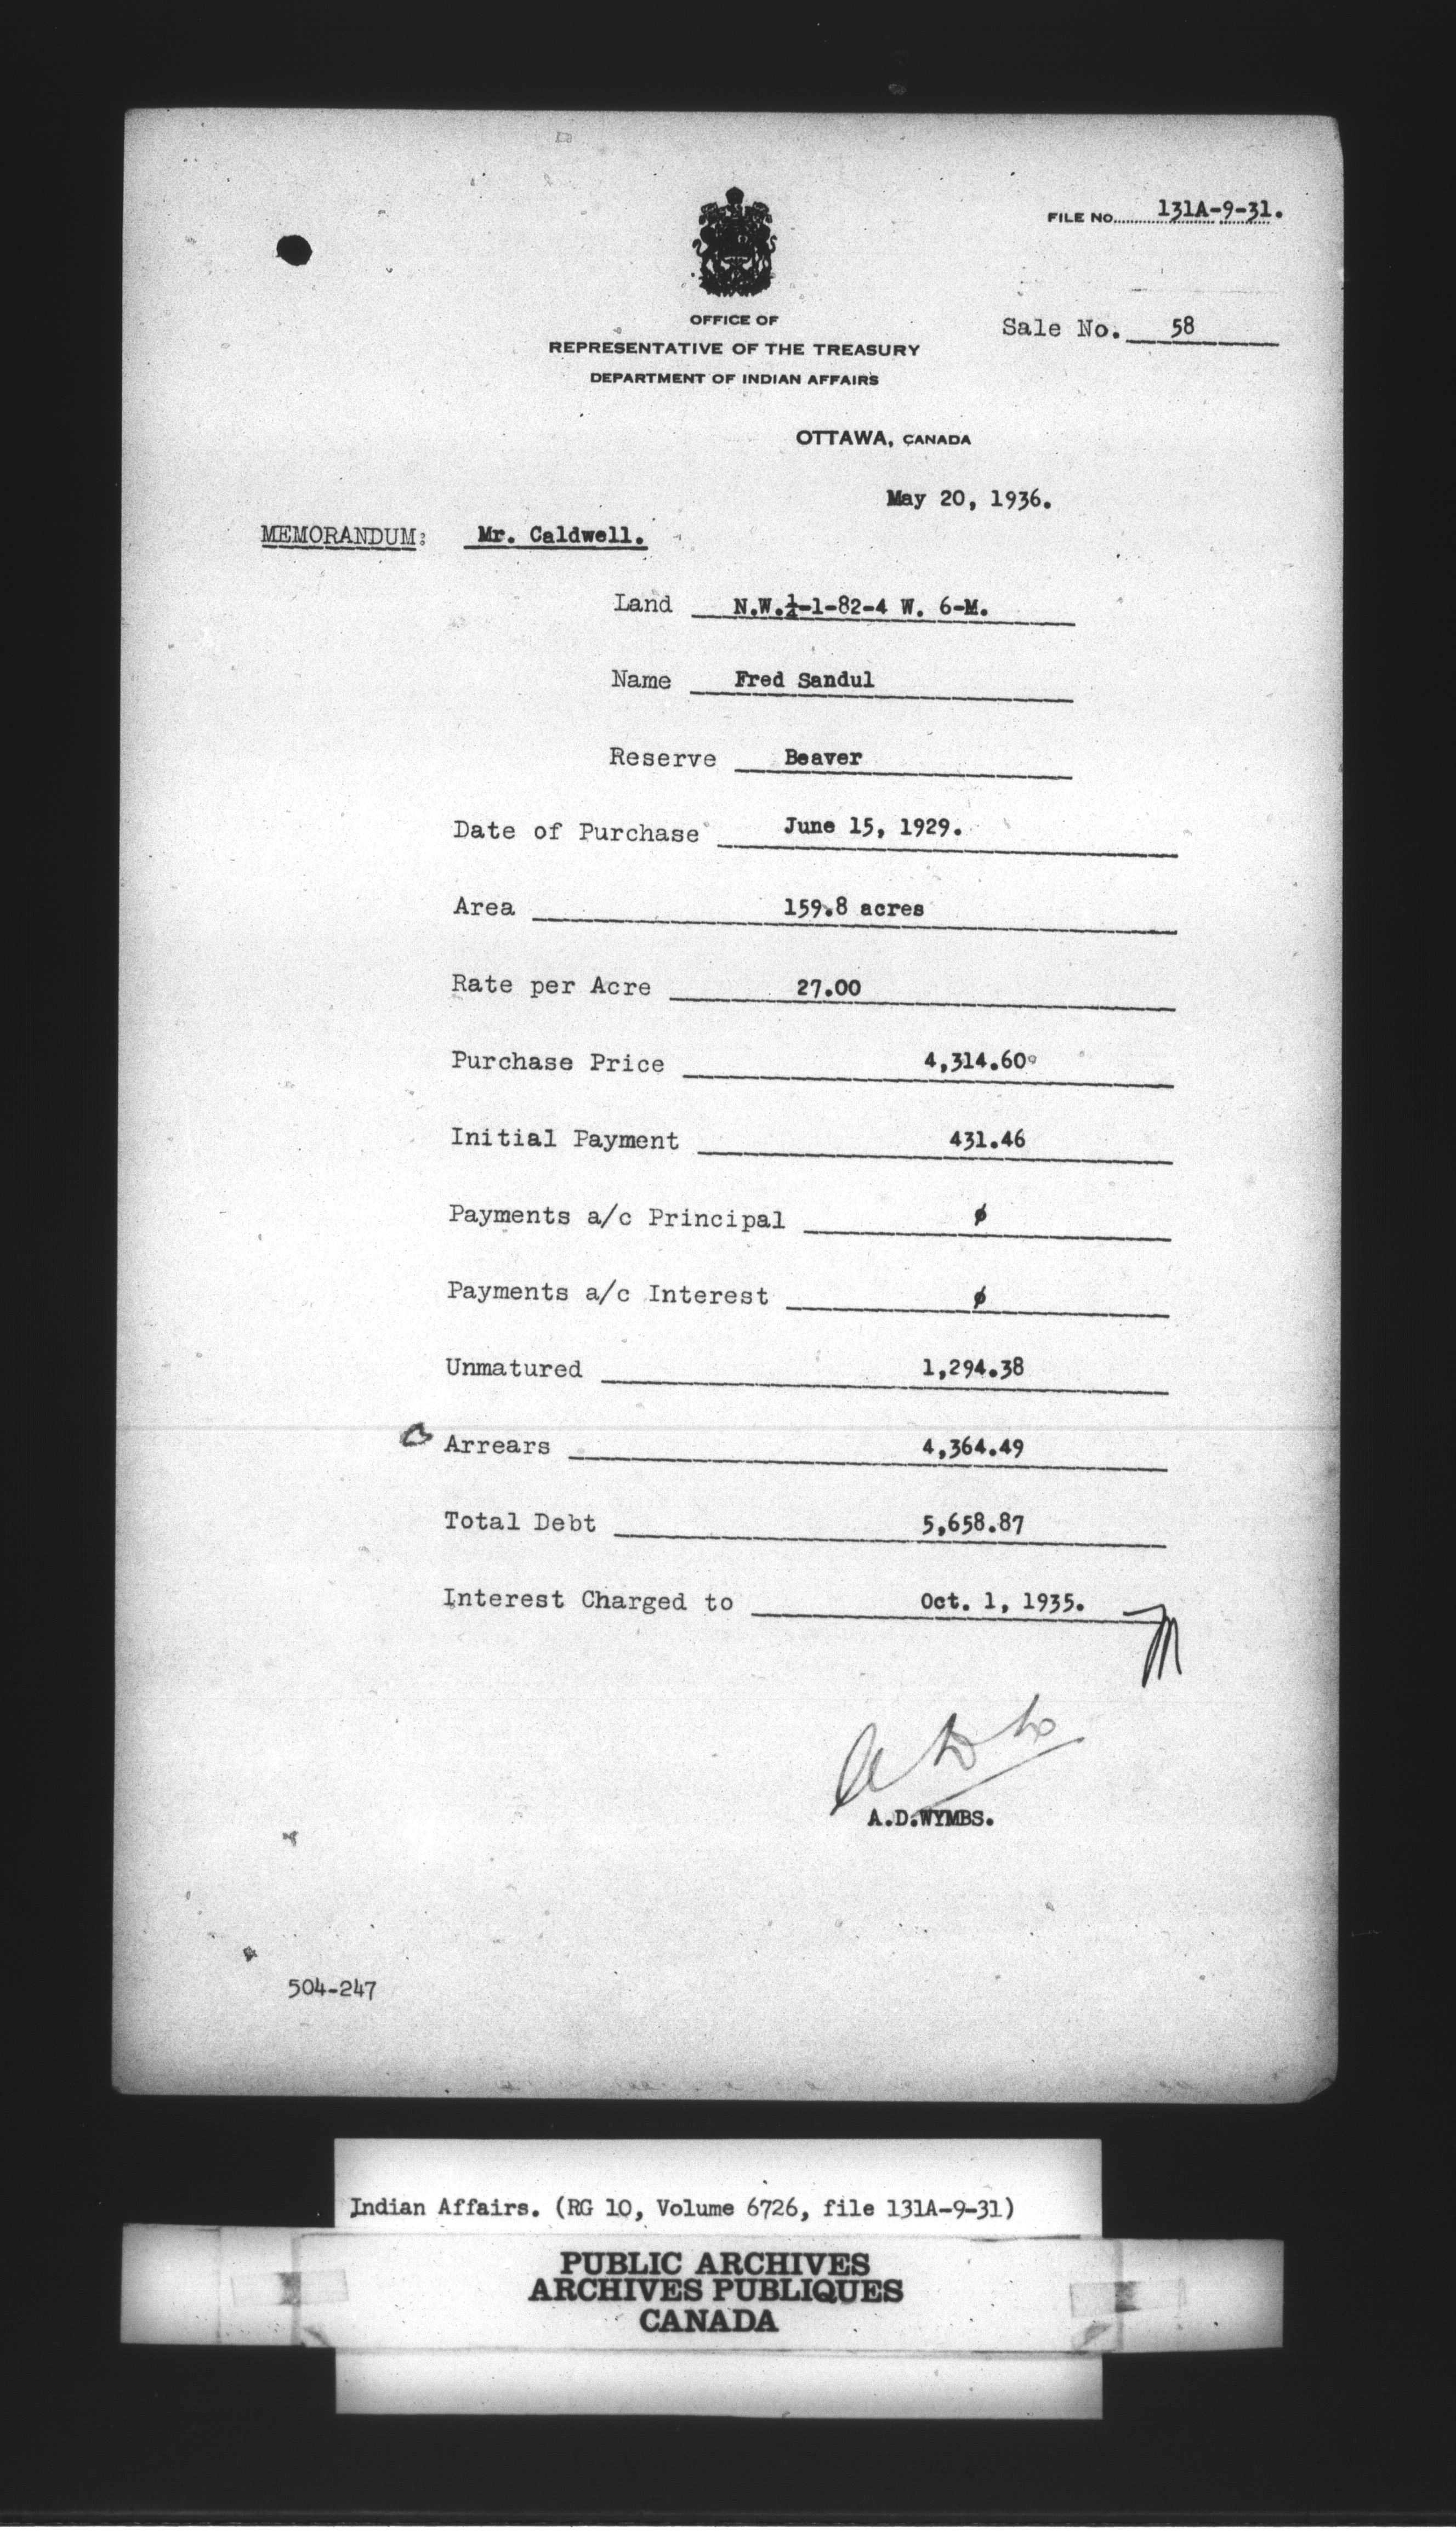 FILE No. 131A-9-31.
Sale No. 58
OFFICE OF
REPRESENTATIVE OF THE TREASURY
DEPARTMENT OF INDIAN AFFAIRS
OTTAWA, CANADA
May 20, 1936.
MEMORANDUM: Mr. Caldwell.
Land N.W.¼-1-82-4 W. 6-M.
Name Fred Sandul
Reserve Beaver
Date of Purchase June 15, 1929.
Area 159.8 acres
Rate per Acre 27.00
Purchase Price 4,314.60
Initial Payment 431.46
Payments a/c Principal ø
Payments a/c Interest ø
Unmatured 1,294.38
Arrears 4,364.49
Total Debt 5,658.87
Interest Charged to Oct. 1, 1935.
A.D.WYMBS.
504-247
Indian Affairs. (RG 10, Volume 6726, file 131A-9-31)
PUBLIC ARCHIVES
ARCHIVES PUBLIQUES
CANADA